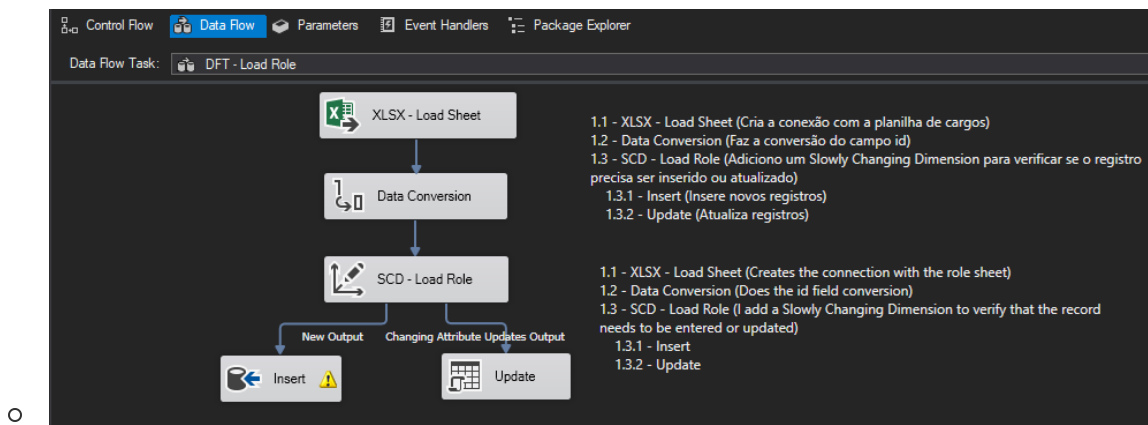 Control Flow
Data Flow
Parameters
Event Handlers
Package Explorer
Data Flow Task:
DFT - Load Role
XLSX - Load Sheet
Data Conversion
SCD - Load Role
New Output
Changing Attribute Updates Output
Insert
Update
1.1 - XLSX - Load Sheet (Cria a conexão com a planilha de cargos)
1.2 - Data Conversion (Faz a conversão do campo id)
1.3 - SCD - Load Role (Adiciono um Slowly Changing Dimension para verificar se o registro
precisa ser inserido ou atualizado)
1.3.1 - Insert (Insere novos registros)
1.3.2 - Update (Atualiza registros)
1.1 - XLSX - Load Sheet (Creates the connection with the role sheet)
1.2 - Data Conversion (Does the id field conversion)
1.3 - SCD - Load Role (I add a Slowly Changing Dimension to verify that the record
needs to be entered or updated)
1.3.1 - Insert
1.3.2 - Update